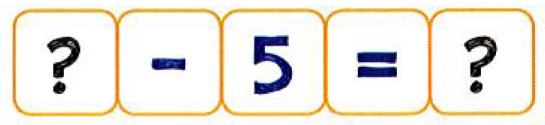 ? - 5 = ?